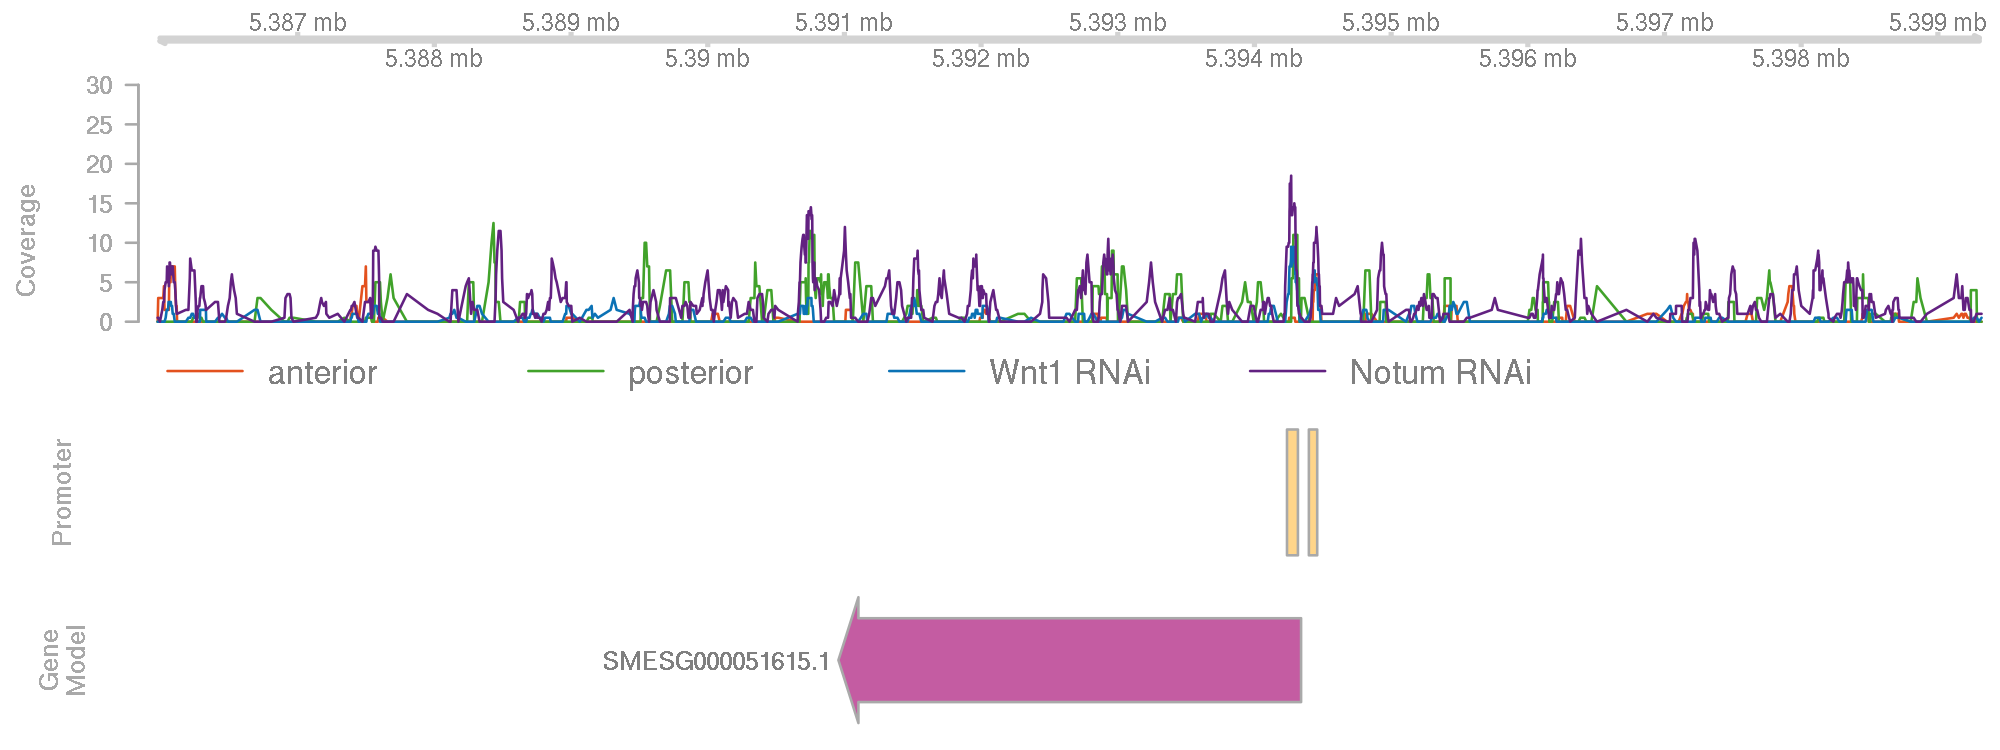 5.387 mb 5.389 mb 5.391 mb 5.393 mb 5.395 mb 5.397 mb 5.399 mb
5.388 mb 5.39 mb 5.392 mb 5.394 mb 5.396 mb 5.398 mb
30
25
20
15
10
5
0
Coverage
anterior posterior Wnt1 RNAi Notum RNAi
Promoter
Gene
Model
SMESG000051615.1